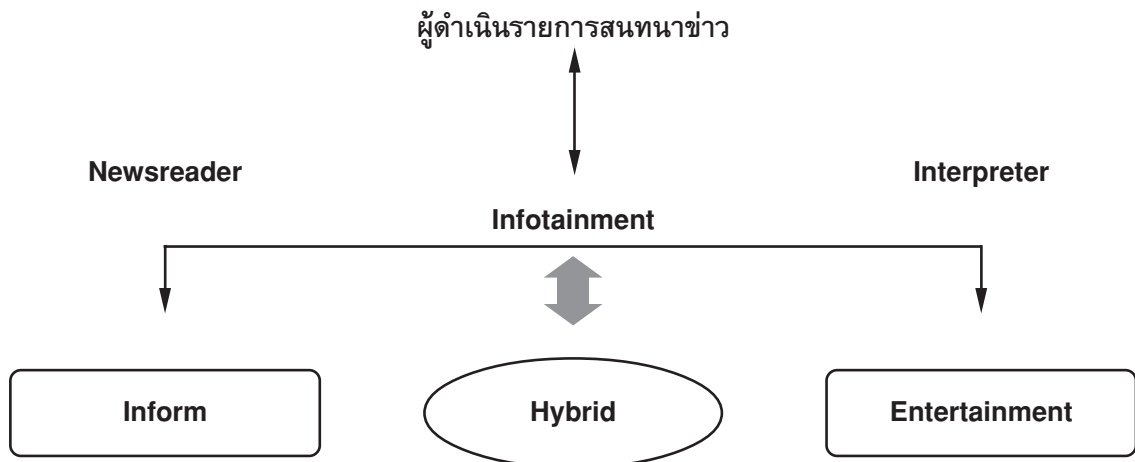 ผู้ดำเนินรายการสนทนาข่าว
Newsreader
Interpreter
Infotainment
Inform
Hybrid
Entertainment